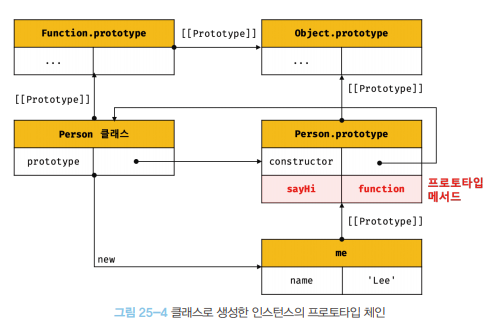 Function.prototype
...
[[Prototype]]
Object.prototype
...
[[Prototype]]
[[Prototype]]
Person 클래스
prototype
Person.prototype
constructor
sayHi function
프로토타입
메서드
[[Prototype]]
new
me
name 'Lee'
그림 25-4 클래스로 생성한 인스턴스의 프로토타입 체인